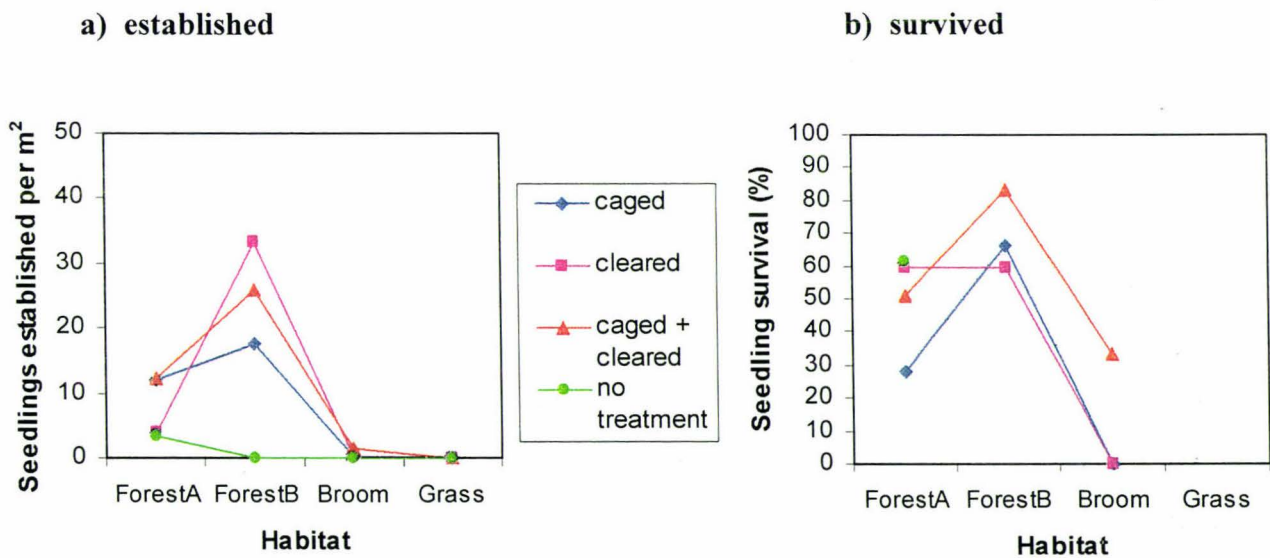 a) established
b) survived
Seedlings established per m²
50
40
30
20
10
0
ForestA ForestB Broom Grass
Habitat
caged
cleared
caged +
cleared
no
treatment
Seedling survival (%)
100
90
80
70
60
50
40
30
20
10
0
ForestA ForestB Broom Grass
Habitat